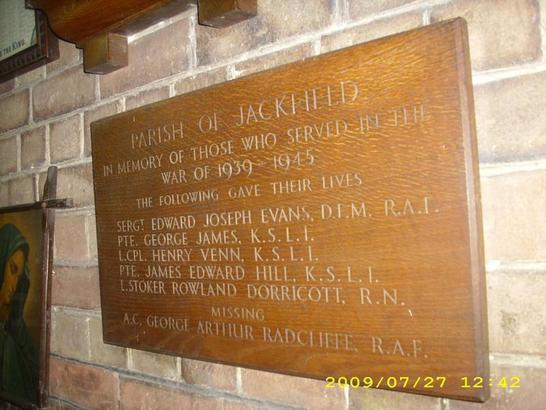 THE KING
PARISH OF JACKFIELD
IN MEMORY OF THOSE WHO SERVED IN THE
WAR OF 1939-1945
THE FOLLOWING GAVE THEIR LIVES
SERGT EDWARD JOSEPH EVANS, D.F.M. R.A.F.
PTE. GEORGE JAMES, K.S.L.I.
L.CPL. HENRY VENN, K.S.L.I.
PTE. JAMES EDWARD HILL, K.S.L.I.
L.STOKER ROWLAND DORRICOTT, R.N.
MISSING
A.C. GEORGE ARTHUR RADCLIFFE, R.A.F.
2009/07/27 12:42